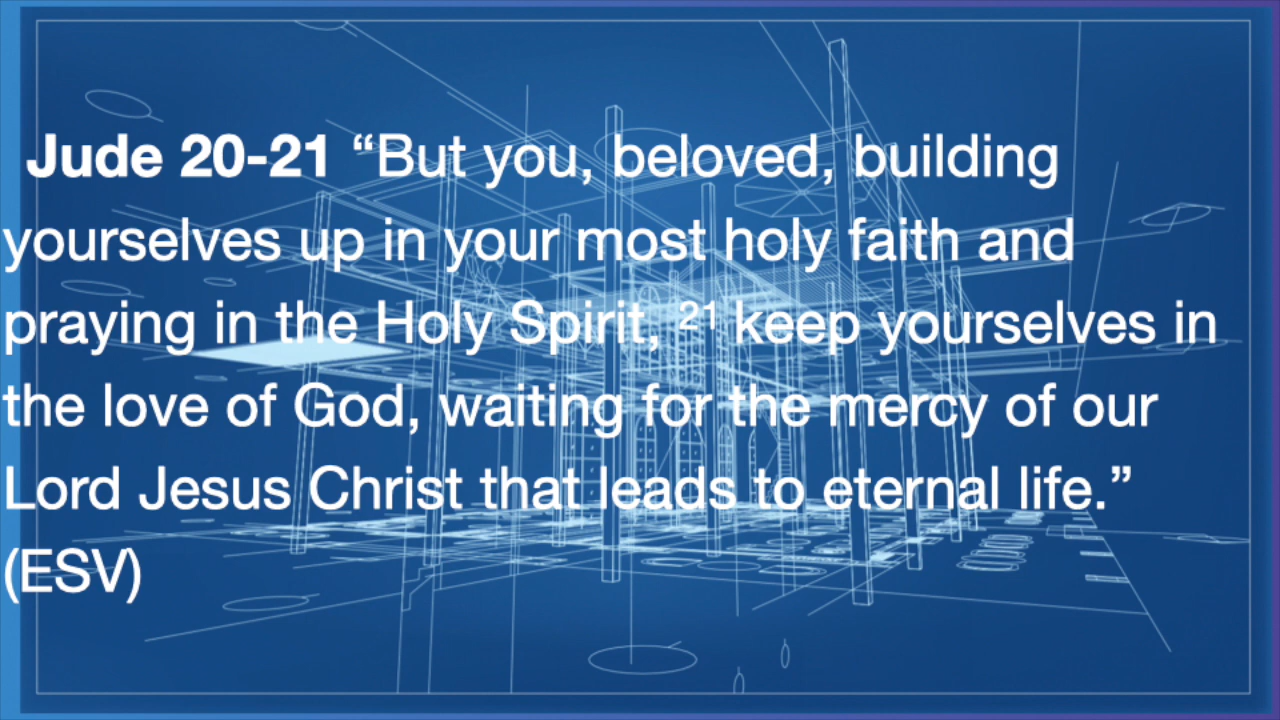 Jude 20-21 “But you, beloved, building
yourselves up in your most holy faith and
praying in the Holy Spirit, ²¹ keep yourselves in
the love of God, waiting for the mercy of our
Lord Jesus Christ that leads to eternal life.”
(ESV)